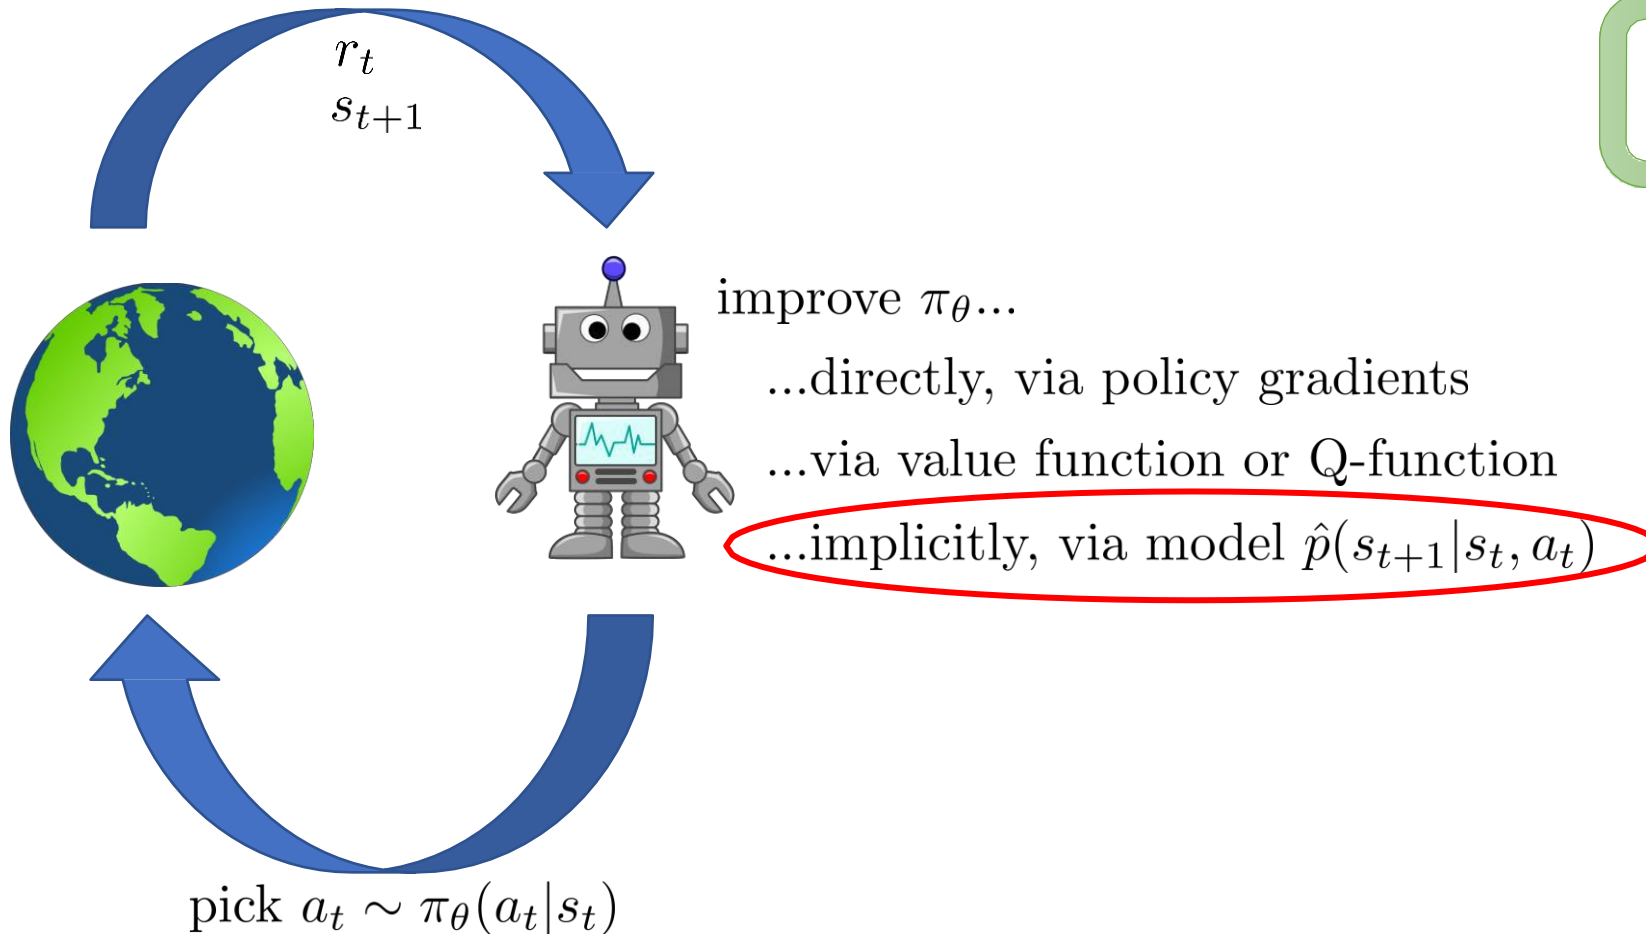 r_t
s_{t+1}
improve π_θ...
...directly, via policy gradients
...via value function or Q-function
...implicitly, via model p̂(s_{t+1}|s_t, a_t)
pick a_t ∼ π_θ(a_t|s_t)